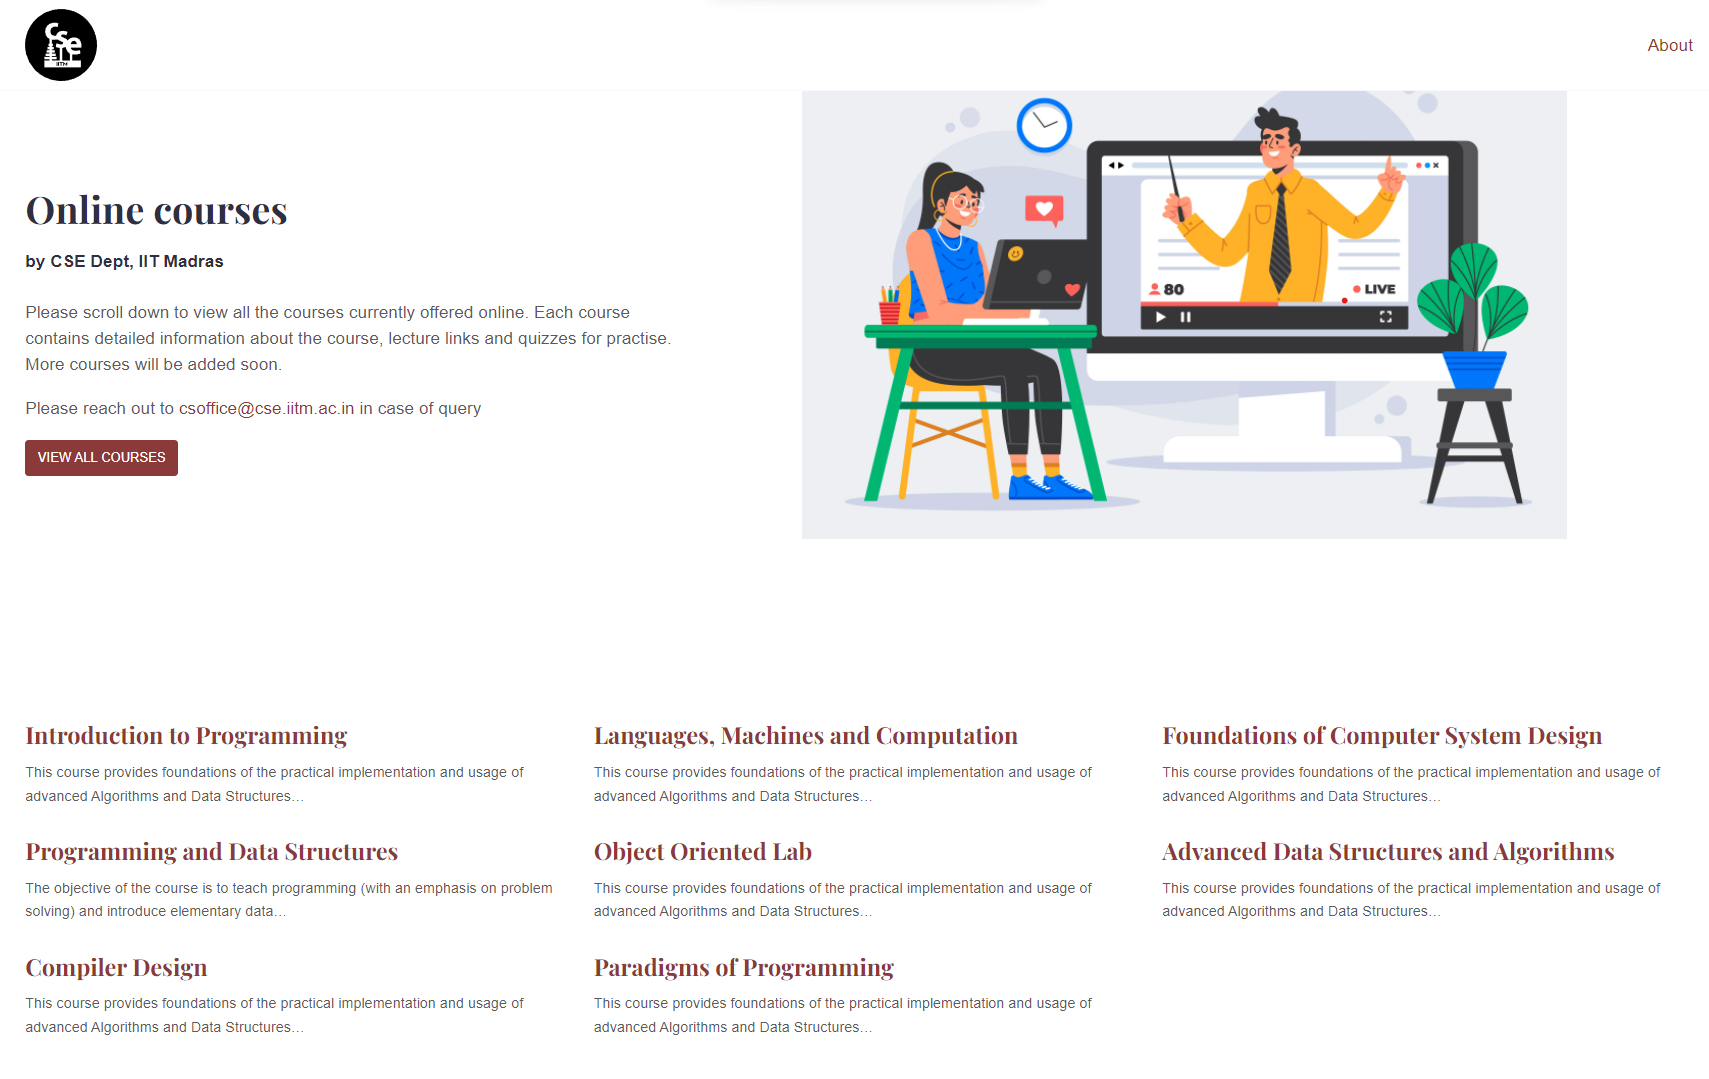 cse
IITM
About
Online courses
by CSE Dept, IIT Madras
Please scroll down to view all the courses currently offered online. Each course
contains detailed information about the course, lecture links and quizzes for practise.
More courses will be added soon.
Please reach out to csoffice@cse.iitm.ac.in in case of query
VIEW ALL COURSES
80
LIVE
Introduction to Programming
This course provides foundations of the practical implementation and usage of
advanced Algorithms and Data Structures…
Languages, Machines and Computation
This course provides foundations of the practical implementation and usage of
advanced Algorithms and Data Structures…
Foundations of Computer System Design
This course provides foundations of the practical implementation and usage of
advanced Algorithms and Data Structures…
Programming and Data Structures
The objective of the course is to teach programming (with an emphasis on problem
solving) and introduce elementary data…
Object Oriented Lab
This course provides foundations of the practical implementation and usage of
advanced Algorithms and Data Structures…
Advanced Data Structures and Algorithms
This course provides foundations of the practical implementation and usage of
advanced Algorithms and Data Structures…
Compiler Design
This course provides foundations of the practical implementation and usage of
advanced Algorithms and Data Structures…
Paradigms of Programming
This course provides foundations of the practical implementation and usage of
advanced Algorithms and Data Structures…